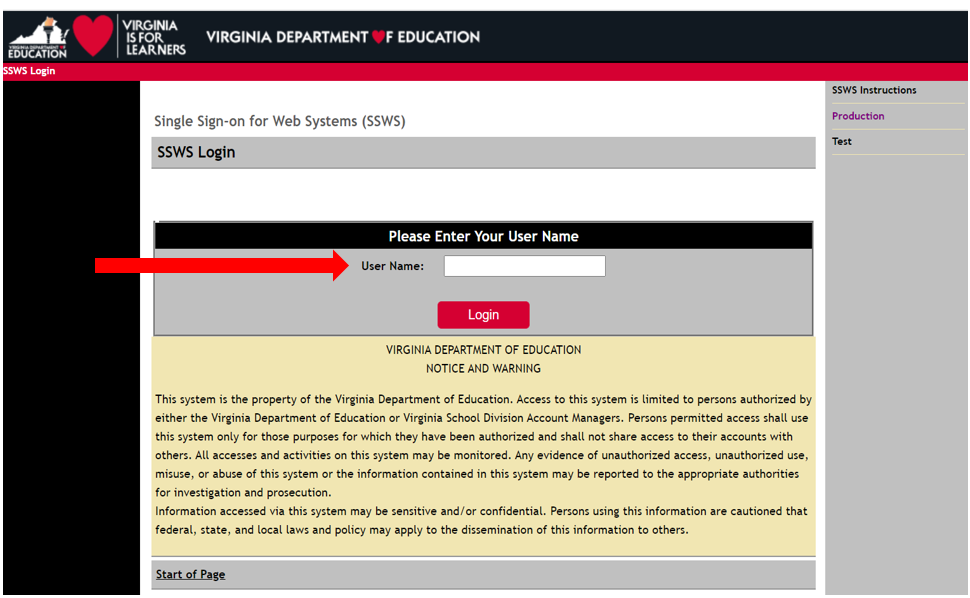 VIRGINIA DEPARTMENT OF
EDUCATION
VIRGINIA
IS FOR
LEARNERS
VIRGINIA DEPARTMENT ♥F EDUCATION
SSWS Login
SSWS Instructions
Production
Test
Single Sign-on for Web Systems (SSWS)
SSWS Login
Please Enter Your User Name
User Name:
Login
VIRGINIA DEPARTMENT OF EDUCATION
NOTICE AND WARNING
This system is the property of the Virginia Department of Education. Access to this system is limited to persons authorized by
either the Virginia Department of Education or Virginia School Division Account Managers. Persons permitted access shall use
this system only for those purposes for which they have been authorized and shall not share access to their accounts with
others. All accesses and activities on this system may be monitored. Any evidence of unauthorized access, unauthorized use,
misuse, or abuse of this system or the information contained in this system may be reported to the appropriate authorities
for investigation and prosecution.
Information accessed via this system may be sensitive and/or confidential. Persons using this information are cautioned that
federal, state, and local laws and policy may apply to the dissemination of this information to others.
Start of Page